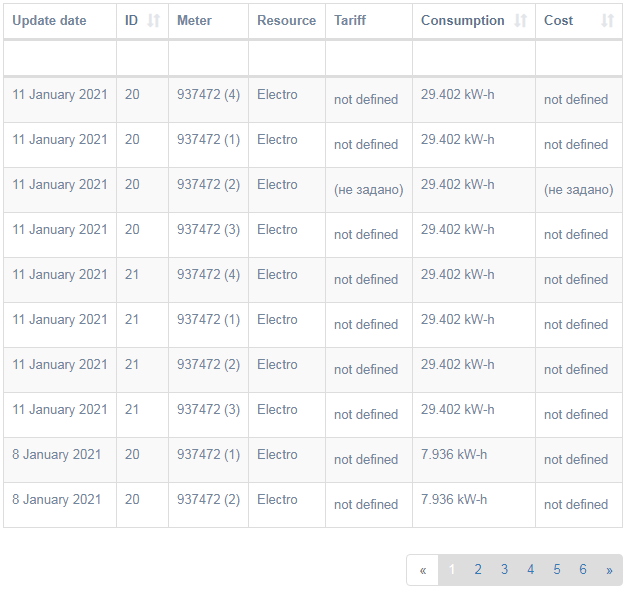 Update date ID Meter Resource Tariff Consumption Cost
11 January 2021 20 937472 (4) Electro not defined 29.402 kW-h not defined
11 January 2021 20 937472 (1) Electro not defined 29.402 kW-h not defined
11 January 2021 20 937472 (2) Electro (не задано) 29.402 kW-h (не задано)
11 January 2021 20 937472 (3) Electro not defined 29.402 kW-h not defined
11 January 2021 21 937472 (4) Electro not defined 29.402 kW-h not defined
11 January 2021 21 937472 (1) Electro not defined 29.402 kW-h not defined
11 January 2021 21 937472 (2) Electro not defined 29.402 kW-h not defined
11 January 2021 21 937472 (3) Electro not defined 29.402 kW-h not defined
8 January 2021 20 937472 (1) Electro not defined 7.936 kW-h not defined
8 January 2021 20 937472 (2) Electro not defined 7.936 kW-h not defined
« 1 2 3 4 5 6 »